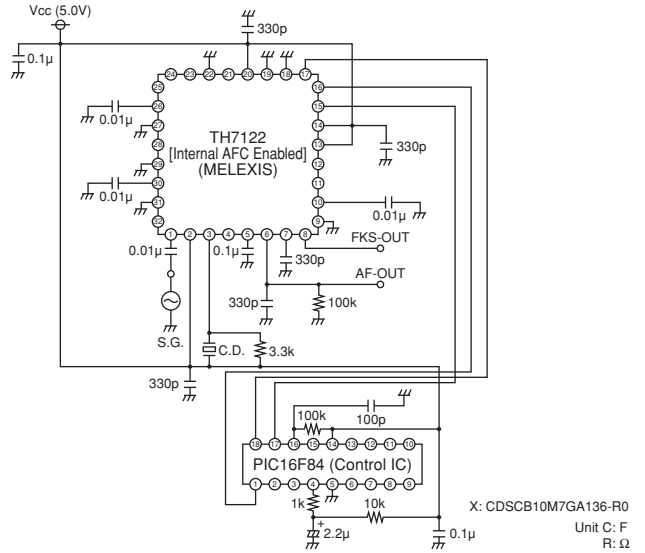 Vcc (5.0V)
330p
0.1μ
24 23 22 21 20 19 18 17
25 16
26 15
0.01μ
27 14
TH7122
28 [Internal AFC Enabled] 13
330p
29 (MELEXIS) 12
30 11
0.01μ
31 10
0.01μ
32 9
1 2 3 4 5 6 7 8
FKS-OUT
0.01μ 0.1μ 330p
AF-OUT
330p 100k
S.G. C.D. 3.3k
330p
100k 100p
18 17 16 15 14 13 12 11 10
PIC16F84 (Control IC)
1 2 3 4 5 6 7 8 9
1k 10k
X: CDSCB10M7GA136-R0
+
2.2μ 0.1μ
Unit C: F
R: Ω